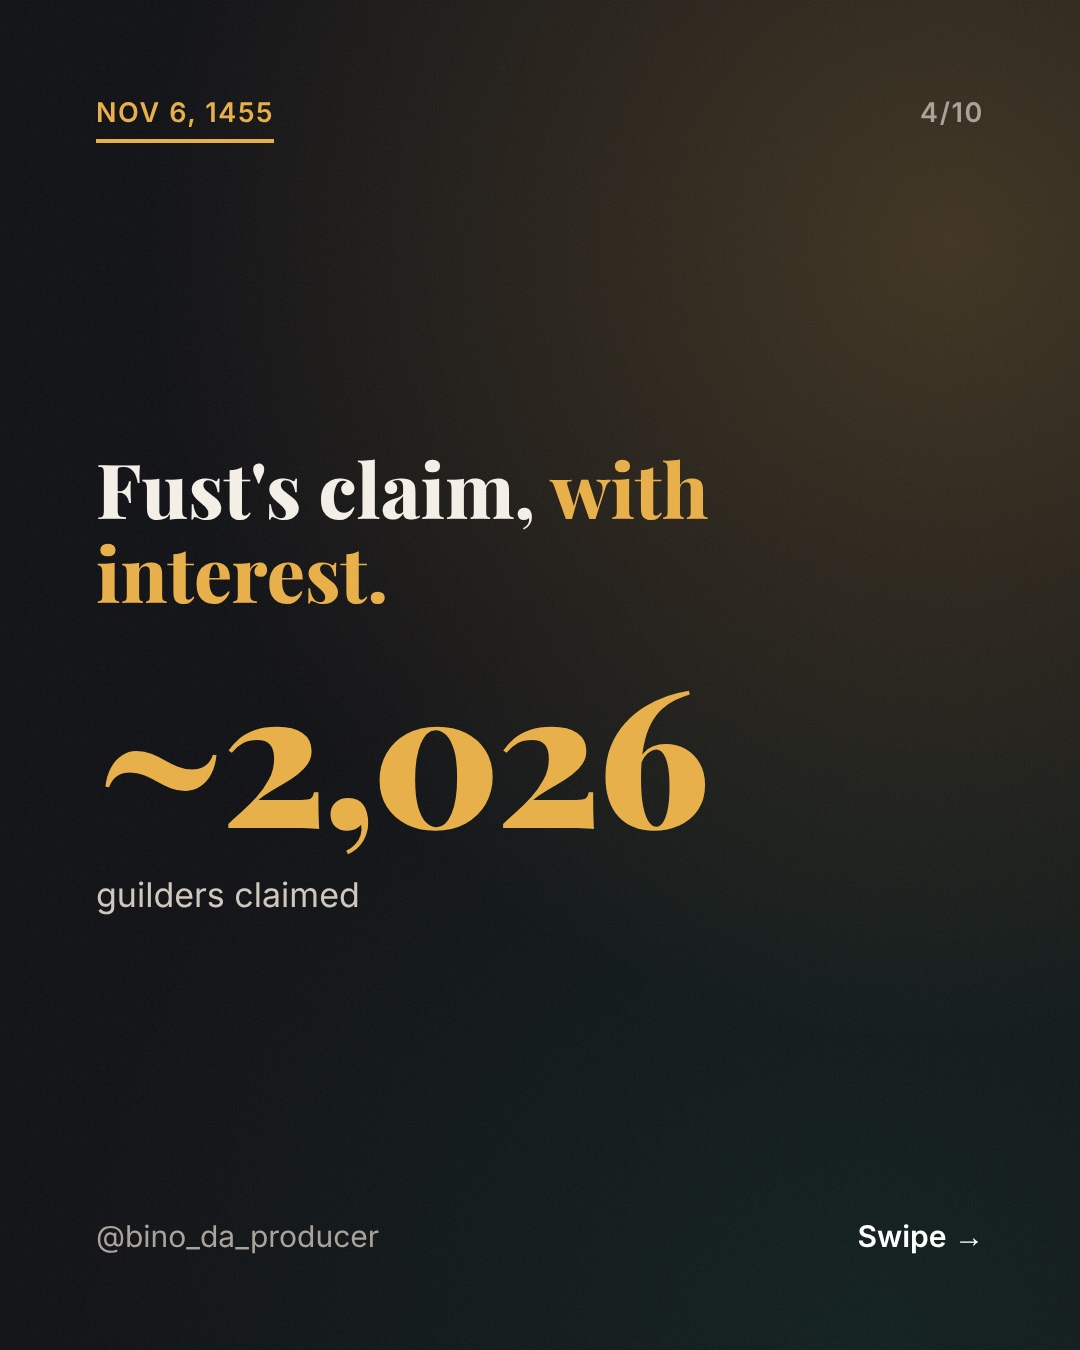 NOV 6, 1455
4/10
Fust's claim, with
interest.
~2,026
guilders claimed
@bino_da_producer
Swipe →